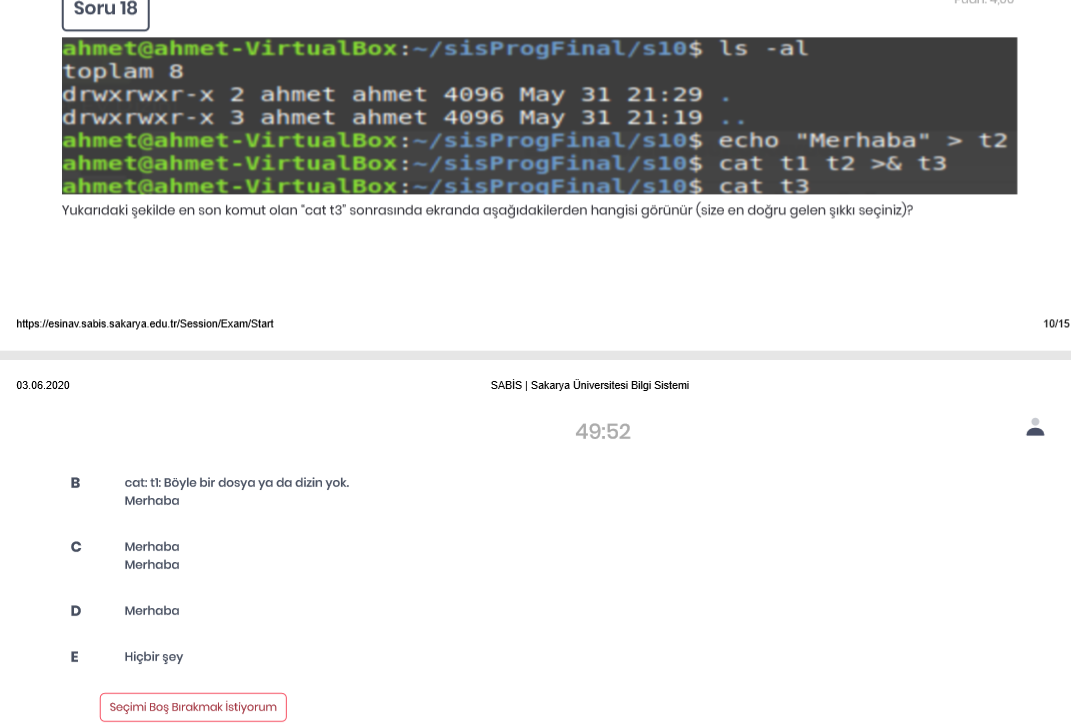 Soru 18
ahmet@ahmet-VirtualBox:~/sisProgFinal/s10$ ls -al
toplam 8
drwxrwxr-x 2 ahmet ahmet 4096 May 31 21:29 .
drwxrwxr-x 3 ahmet ahmet 4096 May 31 21:19 ..
ahmet@ahmet-VirtualBox:~/sisProgFinal/s10$ echo "Merhaba" > t2
ahmet@ahmet-VirtualBox:~/sisProgFinal/s10$ cat t1 t2 >& t3
ahmet@ahmet-VirtualBox:~/sisProgFinal/s10$ cat t3
Yukarıdaki şekilde en son komut olan "cat t3" sonrasında ekranda aşağıdakilerden hangisi görünür (size en doğru gelen şıkkı seçiniz)?
https://esinav.sabis.sakarya.edu.tr/Session/Exam/Start 10/15
03.06.2020 SABİS | Sakarya Üniversitesi Bilgi Sistemi
49:52
B cat: t1: Böyle bir dosya ya da dizin yok.
Merhaba
C Merhaba
Merhaba
D Merhaba
E Hiçbir şey
Seçimi Boş Bırakmak İstiyorum